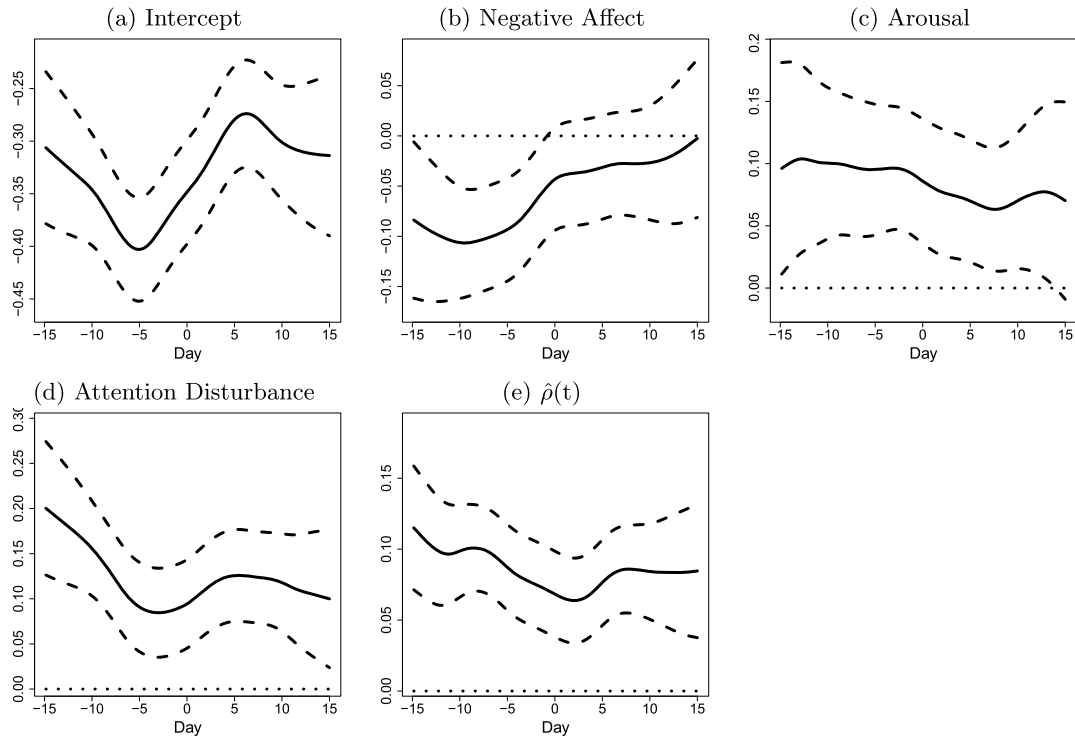 (a) Intercept
(b) Negative Affect
(c) Arousal
−0.25
−0.30
−0.35
−0.40
−0.45
−15 −10 −5 0 5 10 15
Day
0.05
0.00
−0.05
−0.10
−0.15
−15 −10 −5 0 5 10 15
Day
0.2
0.15
0.10
0.05
0.00
−15 −10 −5 0 5 10 15
Day
(d) Attention Disturbance
(e) ρ̂(t)
0.30
0.25
0.20
0.15
0.10
0.05
0.00
−15 −10 −5 0 5 10 15
Day
0.15
0.10
0.05
0.00
−15 −10 −5 0 5 10 15
Day